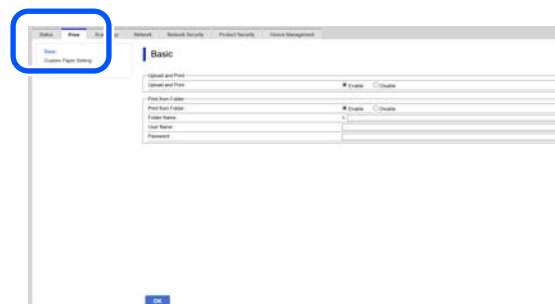 Status Print Network Network Security Product Security Device Management
Basic
Custom Paper Setting
Basic
Upload and Print
Upload and Print : Enable Disable
Print from Folder
Print from Folder : Enable Disable
Folder Name : \\
User Name :
Password :
OK